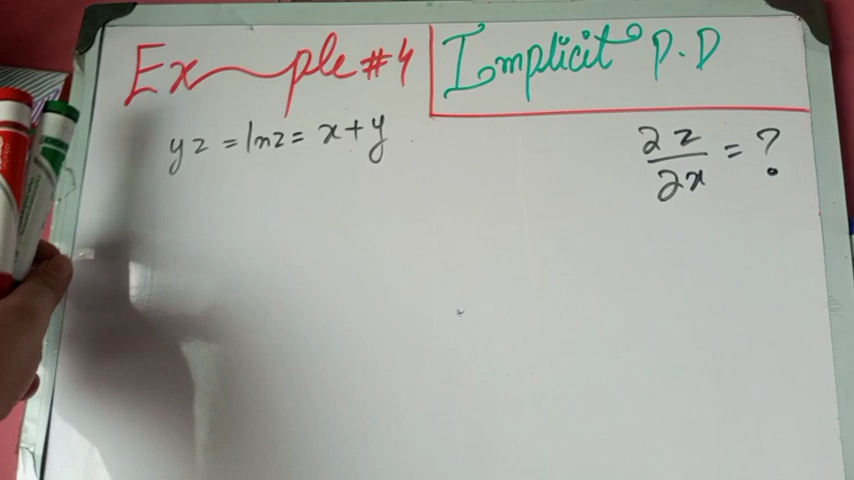 Example #4
Implicit P.D
yz = lnz = x+y
∂z/∂x = ?